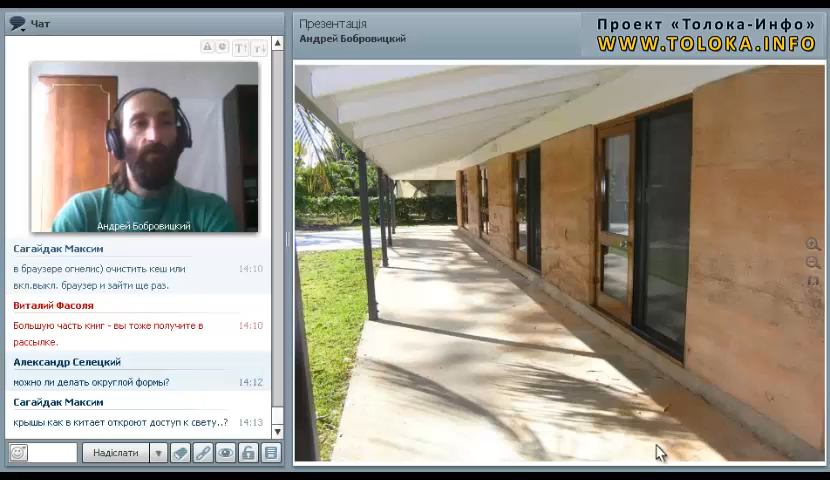 Чат
Презентація
Андрей Бобровицкий
Проект «Толока-Инфо»
WWW.TOLOKA.INFO
Андрей Бобровицкий
Сагайдак Максим
в браузере огнелис) очистить кеш или
вкл.выкл. браузер и зайти ще раз.
14:10
Виталий Фасоля
Большую часть книг - вы тоже получите в
рассылке.
14:10
Александр Селецкий
можно ли делать округлой формы?
14:12
Сагайдак Максим
крышы как в китает откроют доступ к свету..?
14:13
Надіслати